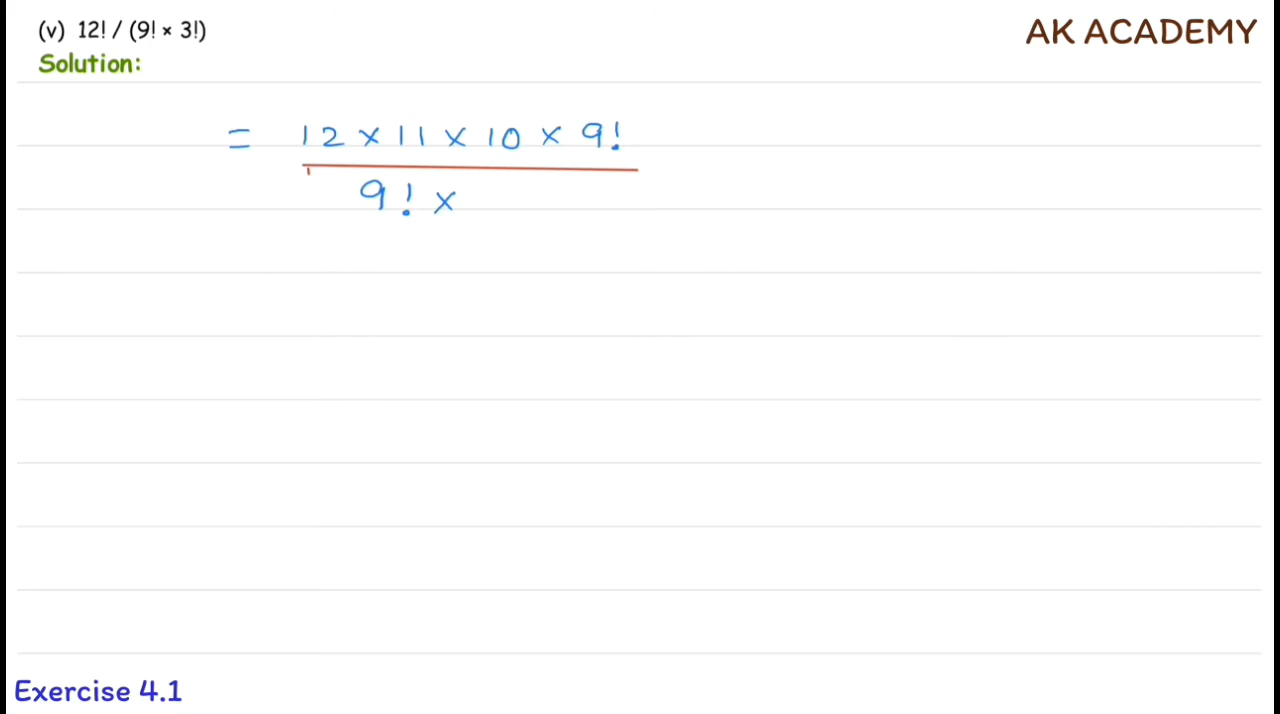 (v) 12! / (9! × 3!)
AK ACADEMY
Solution:
= 12 × 11 × 10 × 9!
9! ×
Exercise 4.1